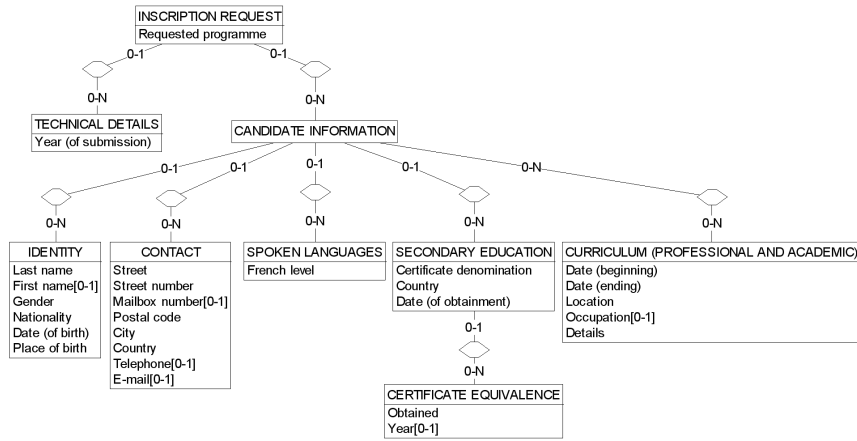 INSCRIPTION REQUEST
Requested programme
0-1
0-1
0-N
0-N
TECHNICAL DETAILS
Year (of submission)
CANDIDATE INFORMATION
0-1
0-1
0-1
0-1
0-N
0-N
0-N
0-N
0-N
0-N
IDENTITY
Last name
First name[0-1]
Gender
Nationality
Date (of birth)
Place of birth
CONTACT
Street
Street number
Mailbox number[0-1]
Postal code
City
Country
Telephone[0-1]
E-mail[0-1]
SPOKEN LANGUAGES
French level
SECONDARY EDUCATION
Certificate denomination
Country
Date (of obtainment)
CURRICULUM (PROFESSIONAL AND ACADEMIC)
Date (beginning)
Date (ending)
Location
Occupation[0-1]
Details
0-1
0-N
CERTIFICATE EQUIVALENCE
Obtained
Year[0-1]